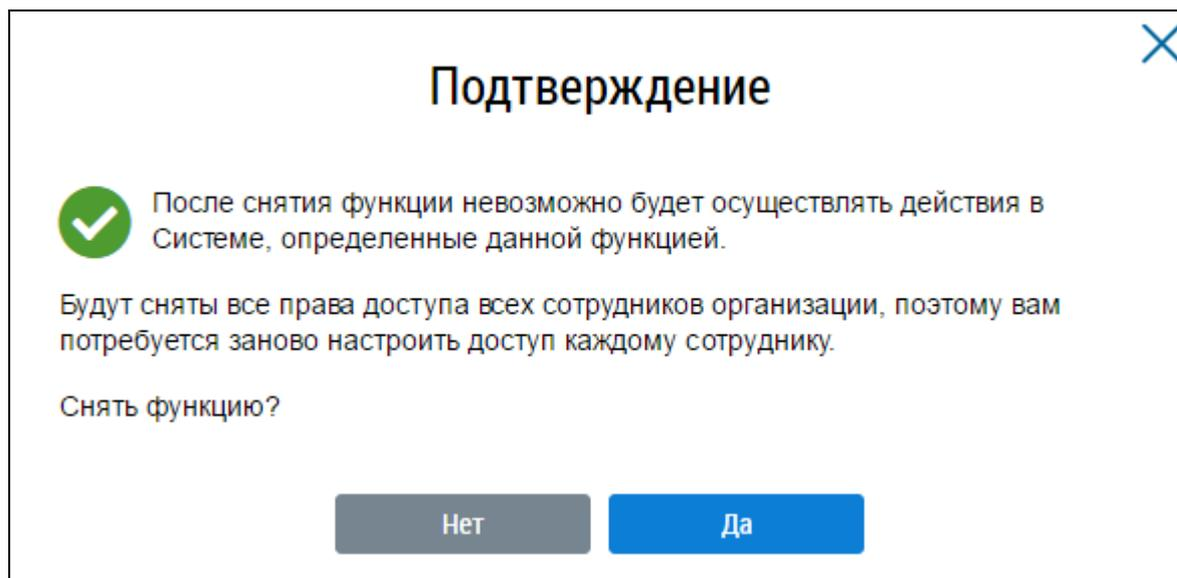 Подтверждение
После снятия функции невозможно будет осуществлять действия в
Системе, определенные данной функцией.
Будут сняты все права доступа всех сотрудников организации, поэтому вам
потребуется заново настроить доступ каждому сотруднику.
Снять функцию?
Нет
Да